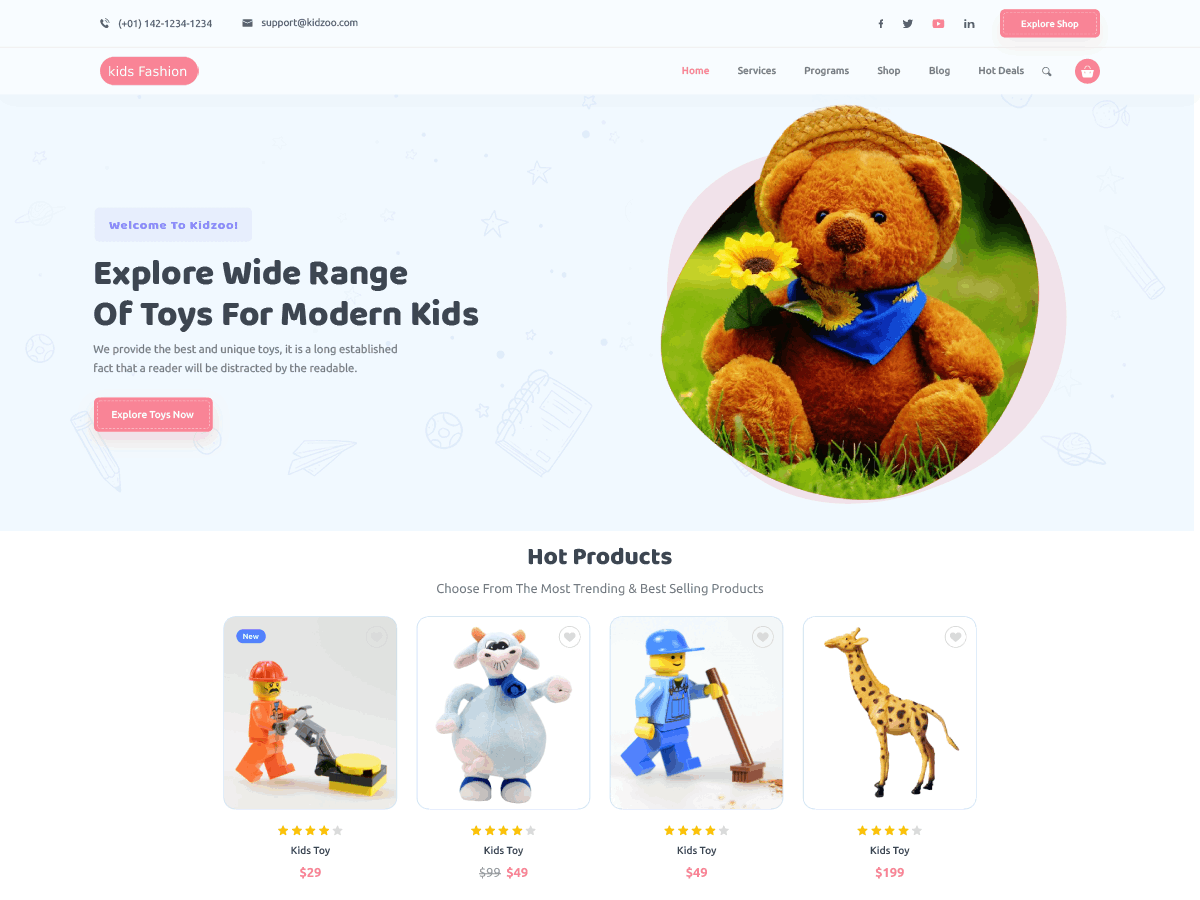 (+01) 142-1234-1234
support@kidzoo.com
Explore Shop
kids Fashion
Home
Services
Programs
Shop
Blog
Hot Deals
Welcome To Kidzoo!
Explore Wide Range
Of Toys For Modern Kids
We provide the best and unique toys, it is a long established
fact that a reader will be distracted by the readable.
Explore Toys Now
Hot Products
Choose From The Most Trending & Best Selling Products
New
Kids Toy
$29
Kids Toy
$99 $49
Kids Toy
$49
Kids Toy
$199